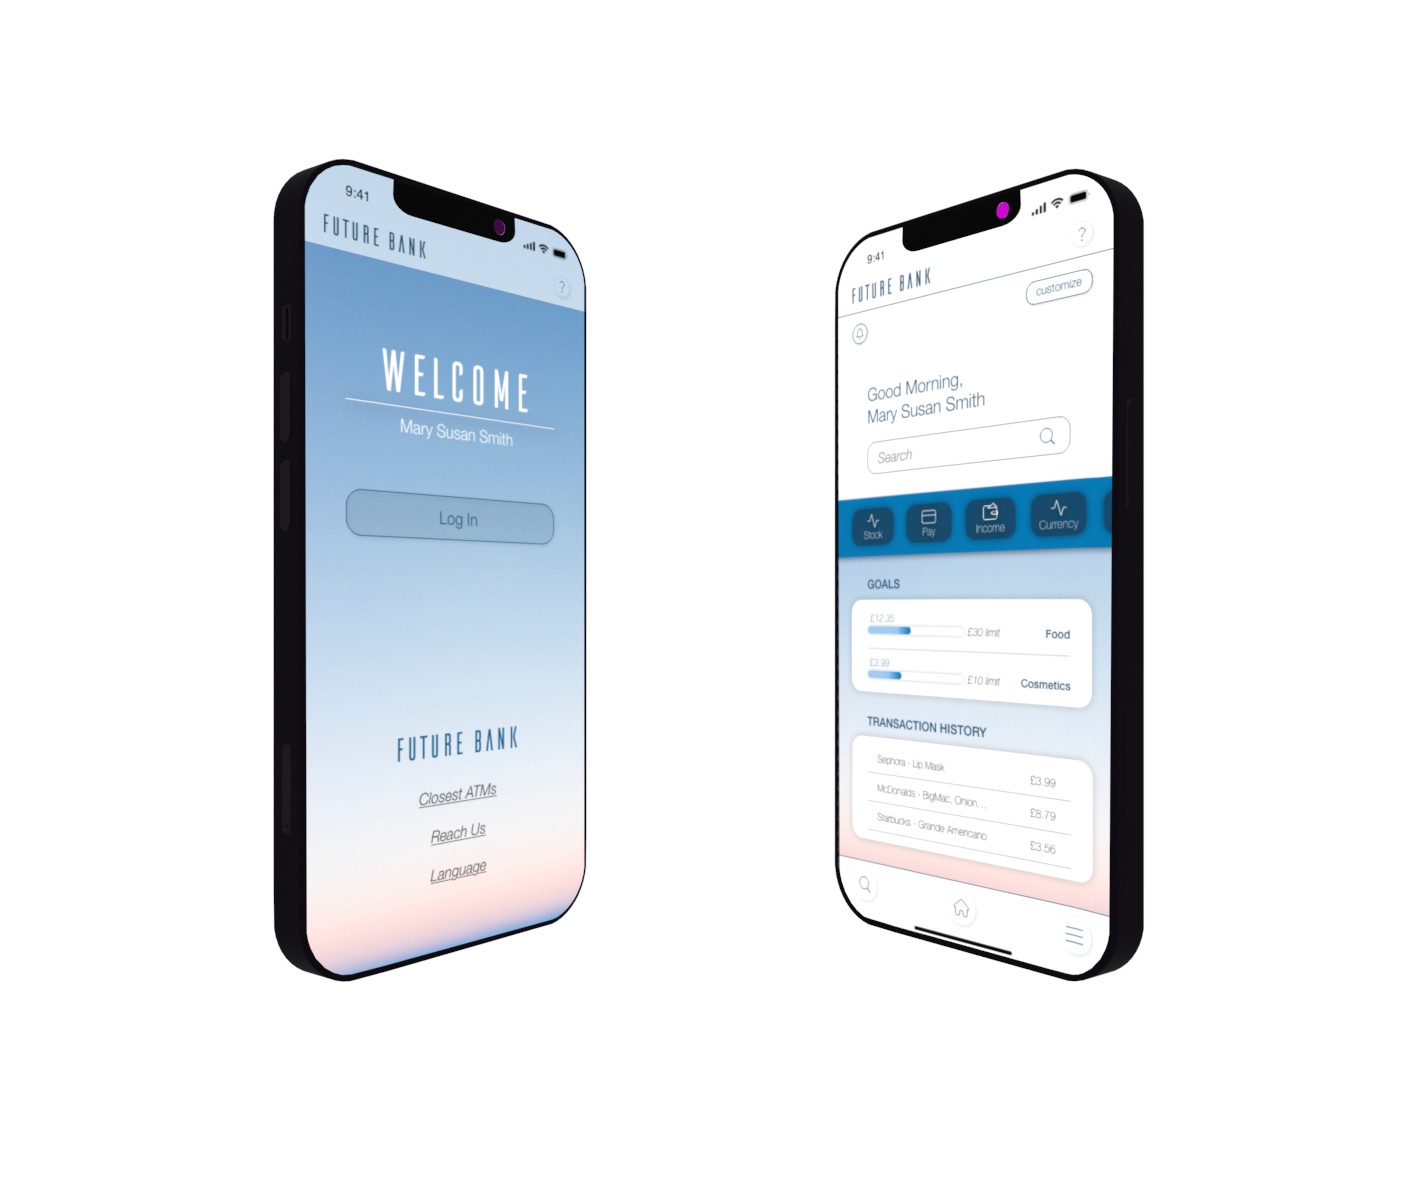 9:41
FUTURE BANK
?
WELCOME
Mary Susan Smith
Log In
FUTURE BANK
Closest ATMs
Reach Us
Language
9:41
?
FUTURE BANK
customize
Good Morning,
Mary Susan Smith
Search
Stock Pay Income Currency
GOALS
£12.35
£30 limit Food
£3.99
£10 limit Cosmetics
TRANSACTION HISTORY
Sephora - Lip Mask £3.99
McDonalds - BigMac, Onion... £8.79
Starbucks - Grande Americano £3.56